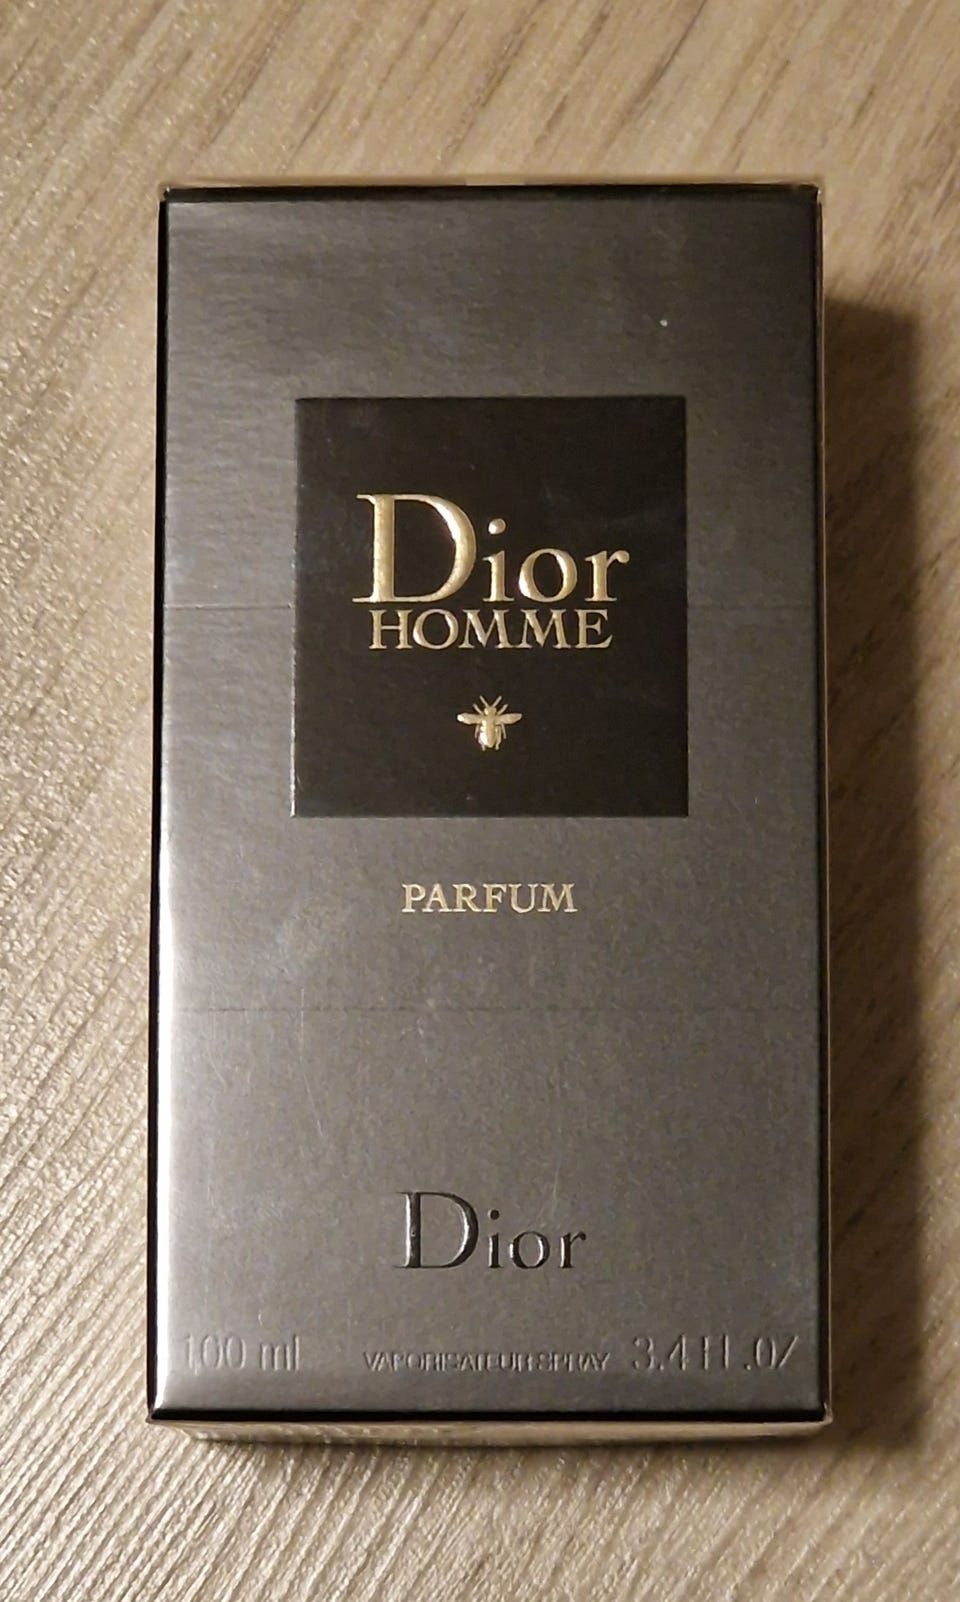 Dior
HOMME
PARFUM
Dior
100 ml VAPORISATEUR SPRAY 3.4 FL.OZ